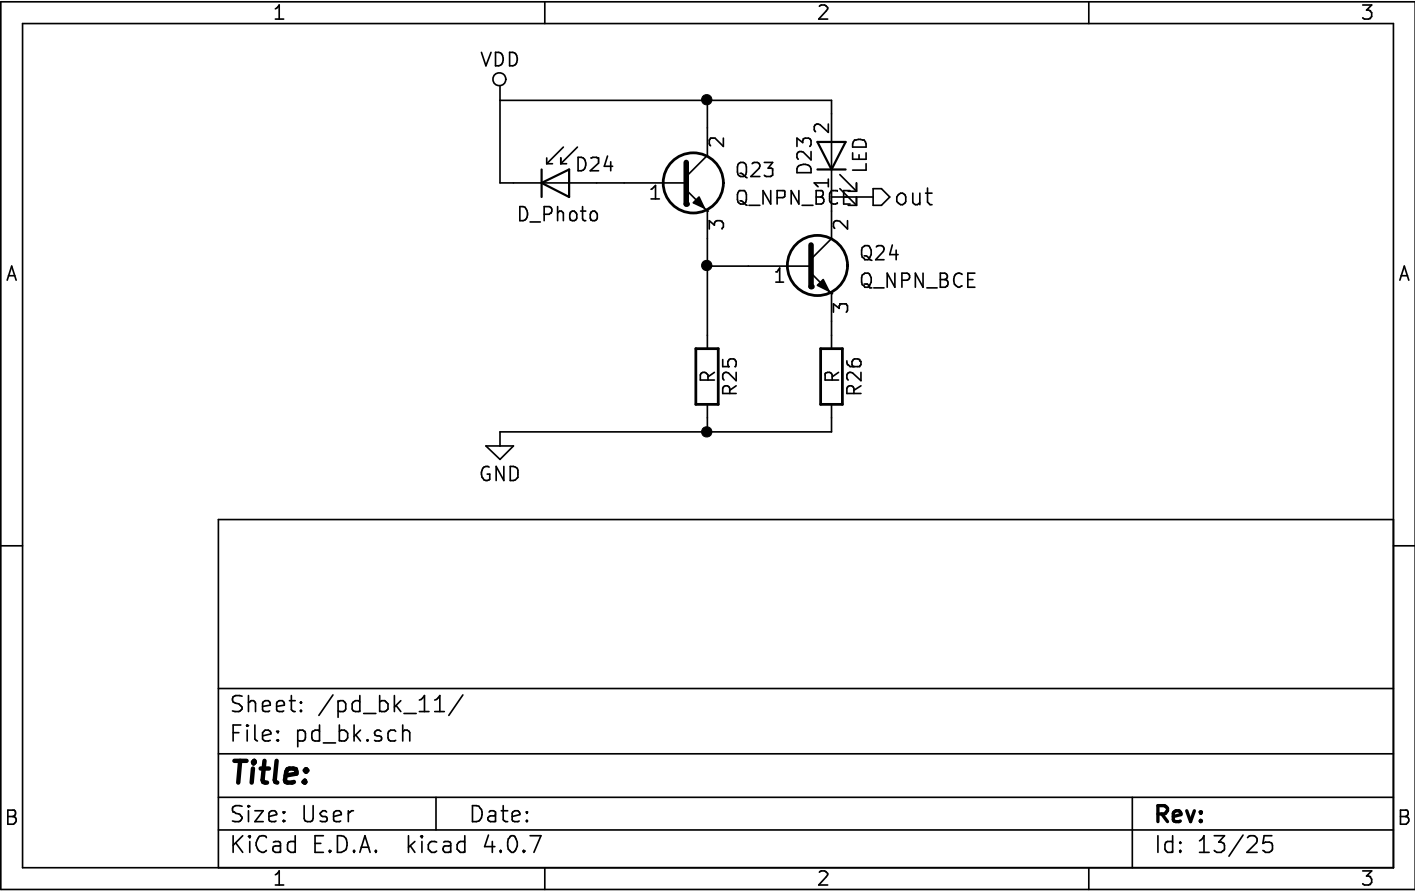 1 2 3
VDD
2
2
D23
LED
D24
Q23
1
1
Q_NPN_BCE
out
D_Photo
3
2
Q24
A
1
A
Q_NPN_BCE
3
R
R25
R
R26
GND
Sheet: /pd_bk_11/
File: pd_bk.sch
Title:
Size: User Date: Rev:
B
B
KiCad E.D.A. kicad 4.0.7 Id: 13/25
1 2 3